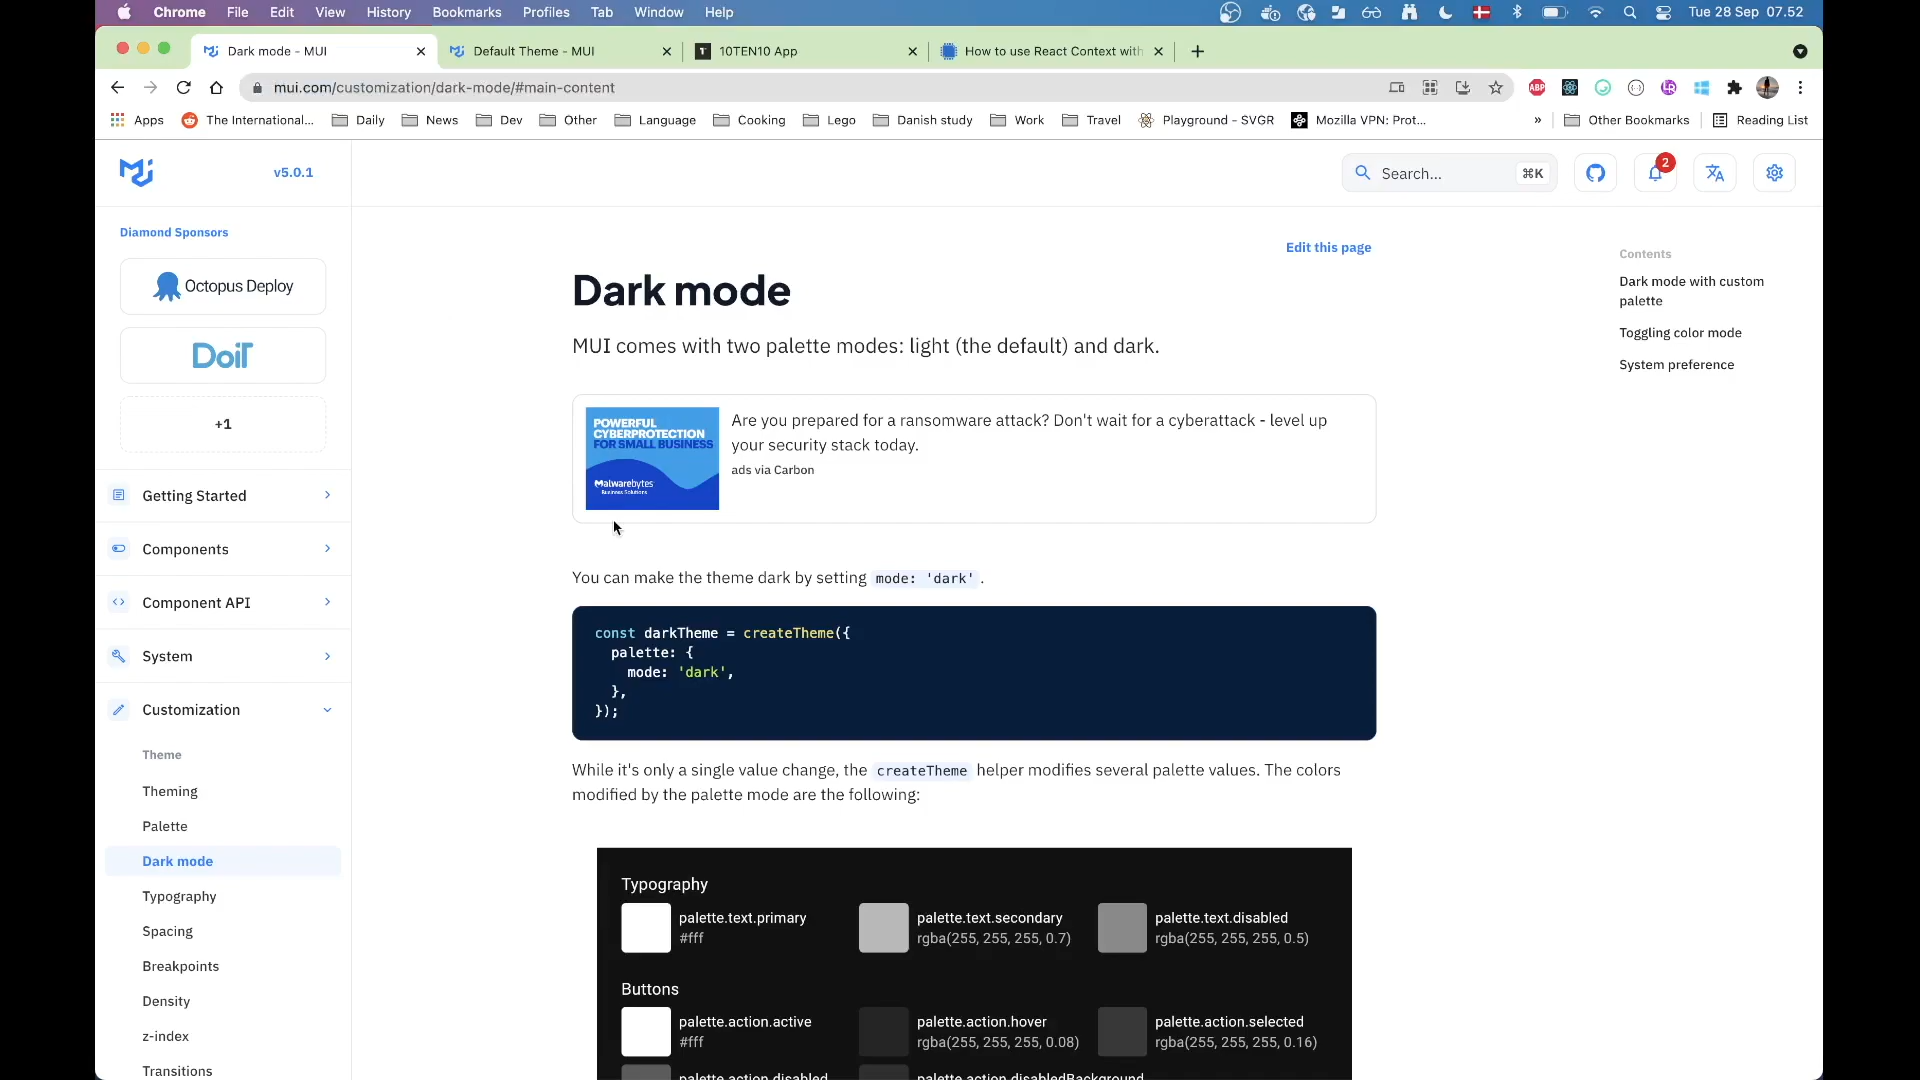 Chrome File Edit View History Bookmarks Profiles Tab Window Help Tue 28 Sep 07.52
Dark mode - MUI Default Theme - MUI 10TEN10 App How to use React Context with
mui.com/customization/dark-mode/#main-content
Apps The International... Daily News Dev Other Language Cooking Lego Danish study Work Travel Playground - SVGR Mozilla VPN: Prot... » Other Bookmarks Reading List
v5.0.1
Search... ⌘K
2
Diamond Sponsors
Octopus Deploy
DoiT
+1
Getting Started
Components
Component API
System
Customization
Theme
Theming
Palette
Dark mode
Typography
Spacing
Breakpoints
Density
z-index
Transitions
Edit this page
Dark mode
MUI comes with two palette modes: light (the default) and dark.
POWERFUL
CYBERPROTECTION
FOR SMALL BUSINESS
Malwarebytes
Business Solutions
Are you prepared for a ransomware attack? Don't wait for a cyberattack - level up
your security stack today.
ads via Carbon
You can make the theme dark by setting mode: 'dark' .
const darkTheme = createTheme({
palette: {
mode: 'dark',
},
});
While it's only a single value change, the createTheme helper modifies several palette values. The colors
modified by the palette mode are the following:
Typography
palette.text.primary
#fff
palette.text.secondary
rgba(255, 255, 255, 0.7)
palette.text.disabled
rgba(255, 255, 255, 0.5)
Buttons
palette.action.active
#fff
palette.action.hover
rgba(255, 255, 255, 0.08)
palette.action.selected
rgba(255, 255, 255, 0.16)
palette.action.disabled
palette.action.disabledBackground
Contents
Dark mode with custom
palette
Toggling color mode
System preference